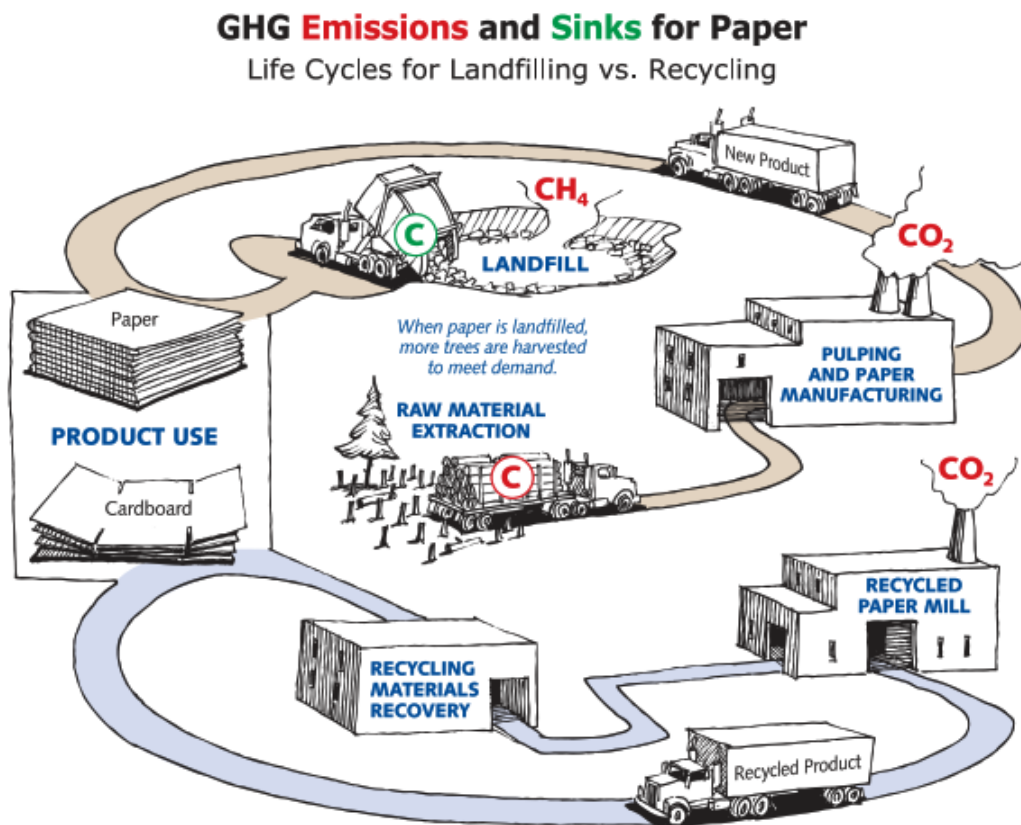 GHG Emissions and Sinks for Paper
Life Cycles for Landfilling vs. Recycling
New Product
CH₄
C
CO₂
LANDFILL
Paper
When paper is landfilled,
more trees are harvested
to meet demand.
PULPING
AND PAPER
MANUFACTURING
RAW MATERIAL
EXTRACTION
PRODUCT USE
C
CO₂
Cardboard
RECYCLED
PAPER MILL
RECYCLING
MATERIALS
RECOVERY
Recycled Product